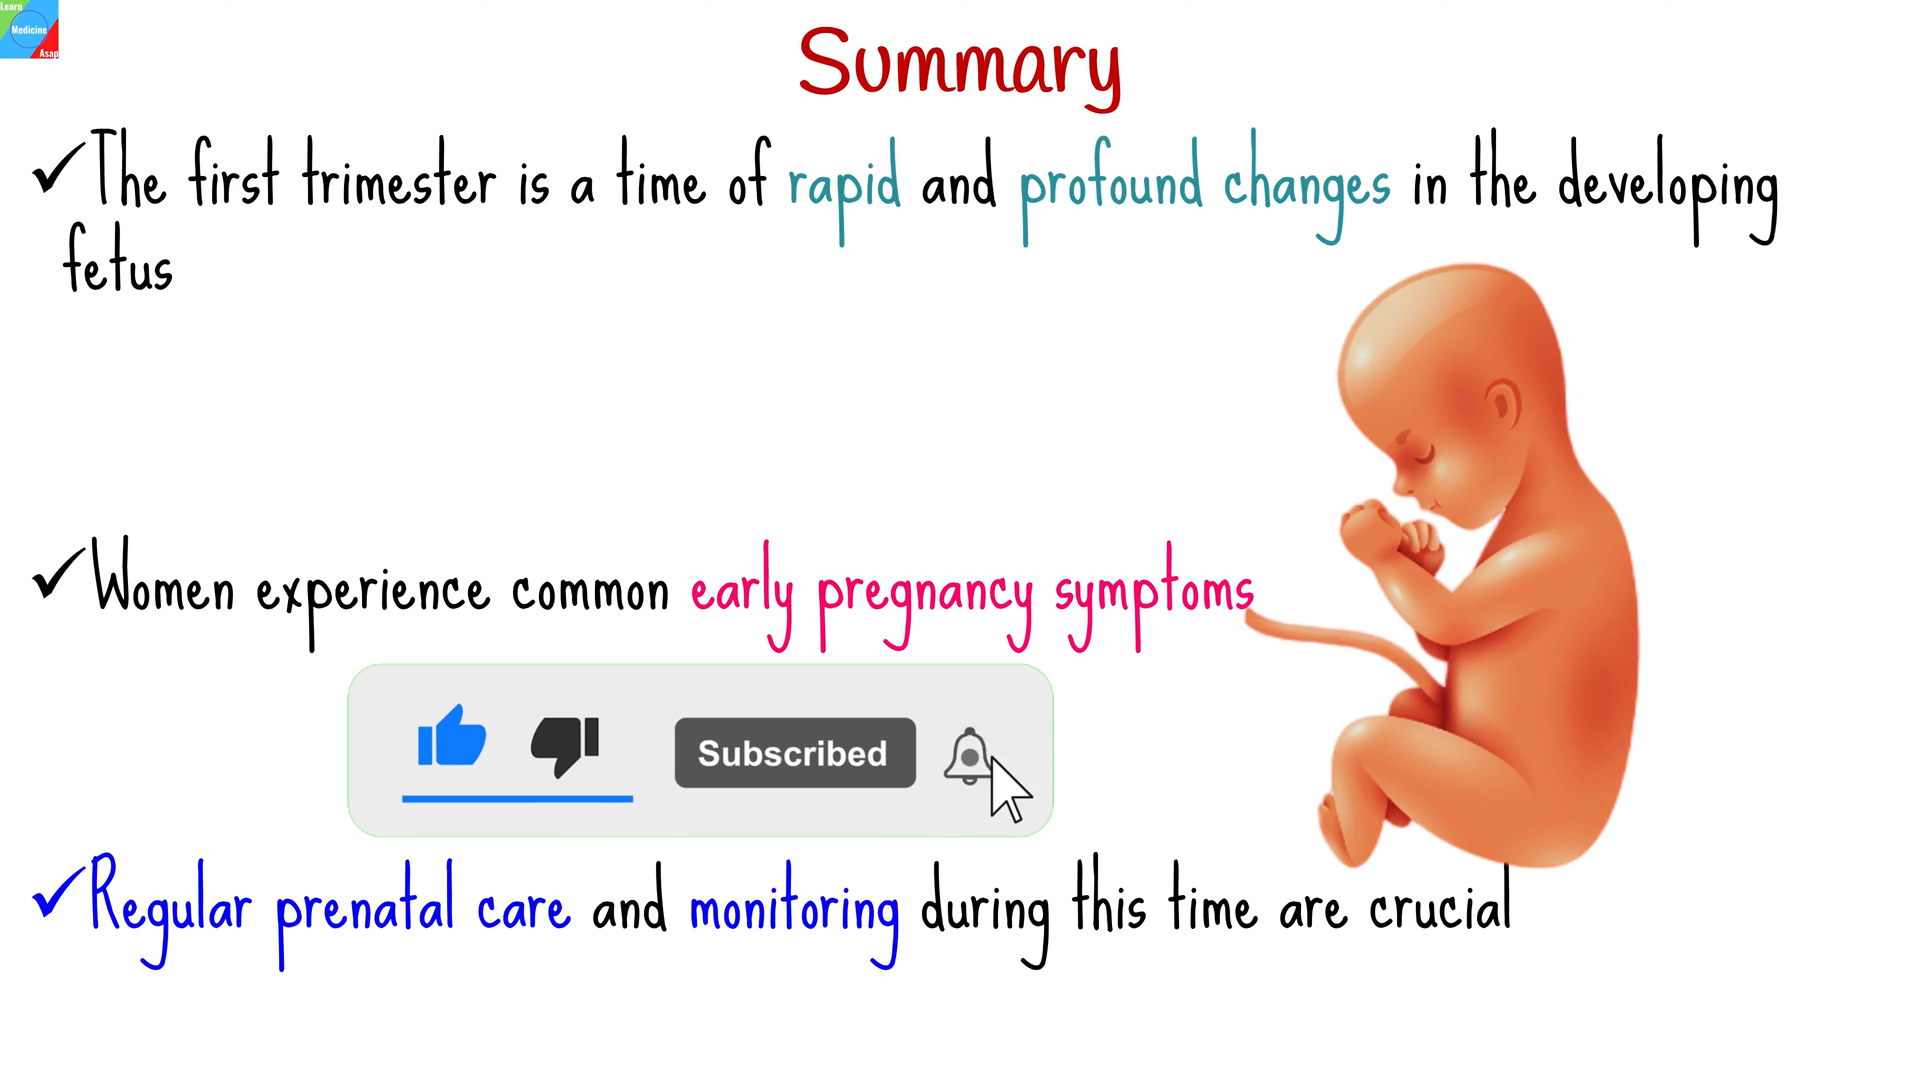 Learn
Medicine
Asap
Summary
✓The first trimester is a time of rapid and profound changes in the developing
fetus
✓Women experience common early pregnancy symptoms
Subscribed
✓Regular prenatal care and monitoring during this time are crucial